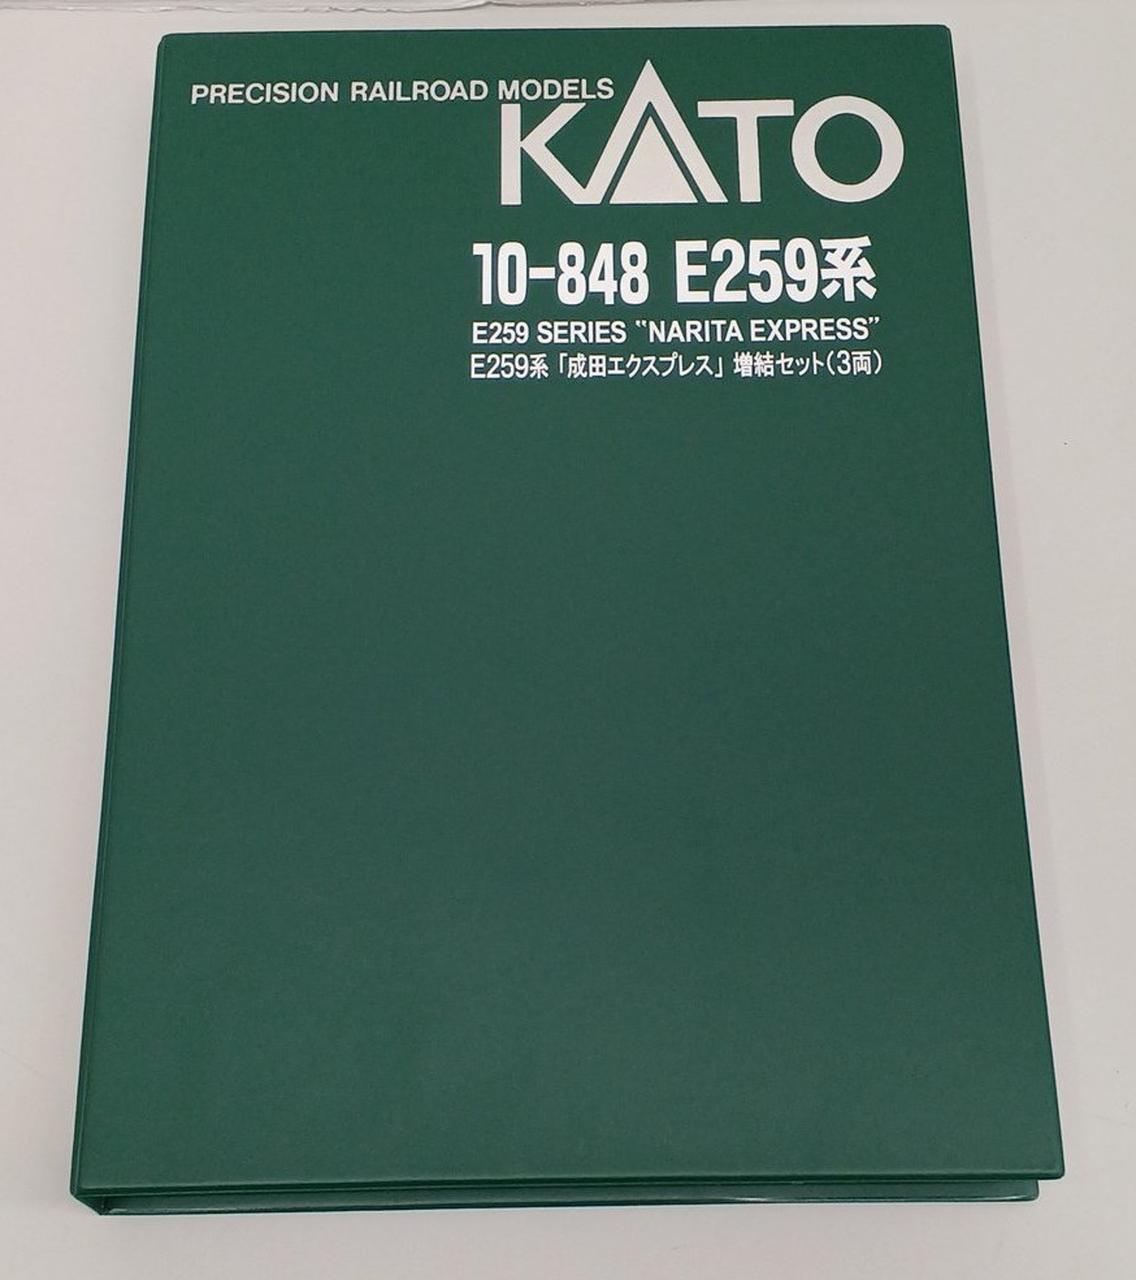 PRECISION RAILROAD MODELS
KATO
10-848 E259系
E259 SERIES “NARITA EXPRESS”
E259系「成田エクスプレス」増結セット(3両)